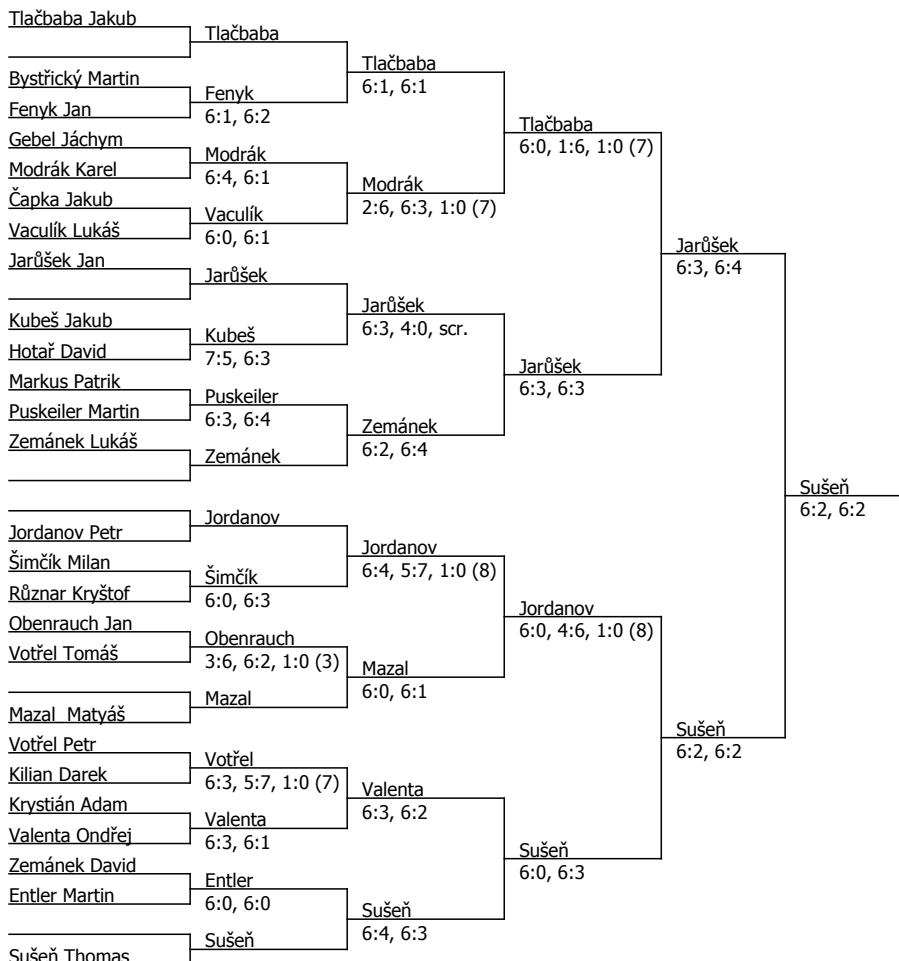 Tlačbaba Jakub
Bystřický Martin
Fenyk Jan
Gebel Jáchym
Modrák Karel
Čapka Jakub
Vaculík Lukáš
Jarůšek Jan
Kubeš Jakub
Hotař David
Markus Patrik
Puskeiler Martin
Zemánek Lukáš
Jordanov Petr
Šimčík Milan
Různar Kryštof
Obenrauch Jan
Votřel Tomáš
Mazal  Matyáš
Votřel Petr
Kilian Darek
Krystián Adam
Valenta Ondřej
Zemánek David
Entler Martin
Sušeň Thomas
Tlačbaba
Fenyk
6:1, 6:2
Modrák
6:4, 6:1
Vaculík
6:0, 6:1
Jarůšek
Kubeš
7:5, 6:3
Puskeiler
6:3, 6:4
Zemánek
Jordanov
Šimčík
6:0, 6:3
Obenrauch
3:6, 6:2, 1:0 (3)
Mazal
Votřel
6:3, 5:7, 1:0 (7)
Valenta
6:3, 6:1
Entler
6:0, 6:0
Sušeň
Tlačbaba
6:1, 6:1
Modrák
2:6, 6:3, 1:0 (7)
Jarůšek
6:3, 4:0, scr.
Zemánek
6:2, 6:4
Jordanov
6:4, 5:7, 1:0 (8)
Mazal
6:0, 6:1
Valenta
6:3, 6:2
Sušeň
6:4, 6:3
Tlačbaba
6:0, 1:6, 1:0 (7)
Jarůšek
6:3, 6:3
Jordanov
6:0, 4:6, 1:0 (8)
Sušeň
6:0, 6:3
Jarůšek
6:3, 6:4
Sušeň
6:2, 6:2
Sušeň
6:2, 6:2